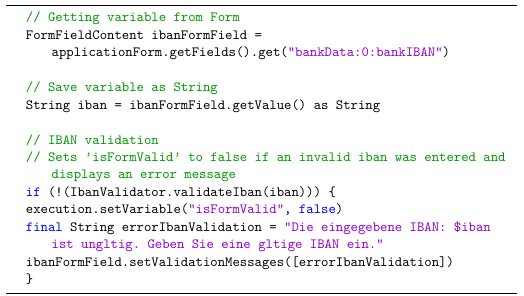 // Getting variable from Form
FormFieldContent ibanFormField =
applicationForm.getFields().get("bankData:0:bankIBAN")
// Save variable as String
String iban = ibanFormField.getValue() as String
// IBAN validation
// Sets 'isFormValid' to false if an invalid iban was entered and
displays an error message
if (!(IbanValidator.validateIban(iban))) {
execution.setVariable("isFormValid", false)
final String errorIbanValidation = "Die eingegebene IBAN: $iban
ist ungltig. Geben Sie eine gltige IBAN ein."
ibanFormField.setValidationMessages([errorIbanValidation])
}